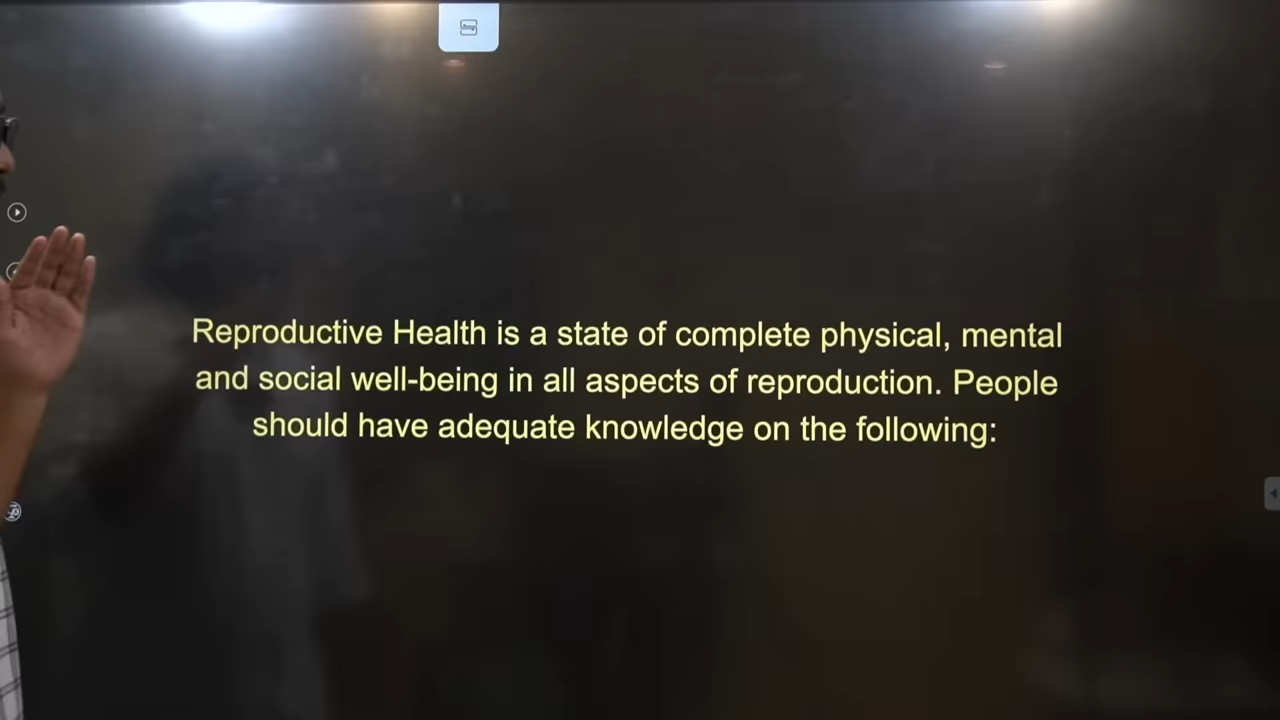 Reproductive Health is a state of complete physical, mental
and social well-being in all aspects of reproduction. People
should have adequate knowledge on the following: